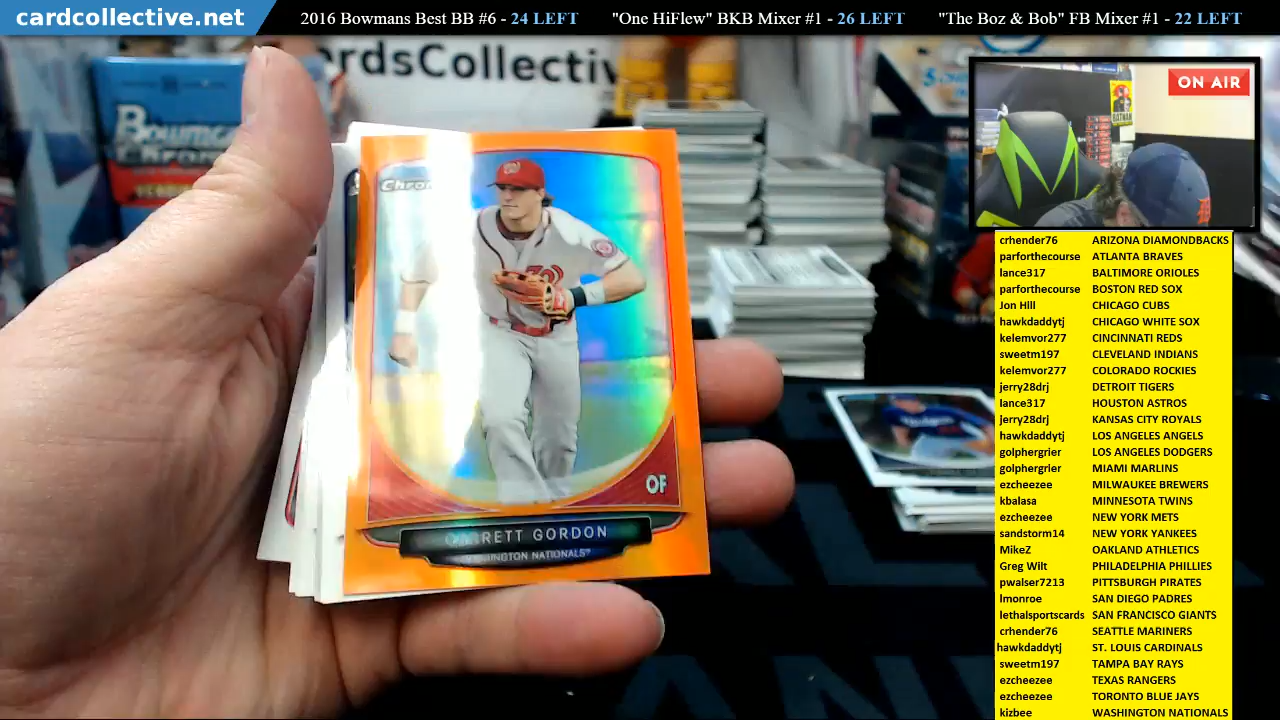 cardcollective.net
2016 Bowmans Best BB #6 - 24 LEFT "One HiFlew" BKB Mixer #1 - 26 LEFT "The Boz & Bob" FB Mixer #1 - 22 LEFT
ON AIR
BATMAN
OF
GORDON
NATIONALS
crhender76 ARIZONA DIAMONDBACKS
parforthecourse ATLANTA BRAVES
lance317 BALTIMORE ORIOLES
parforthecourse BOSTON RED SOX
Jon Hill CHICAGO CUBS
hawkdaddytj CHICAGO WHITE SOX
kelemvor277 CINCINNATI REDS
sweetm197 CLEVELAND INDIANS
kelemvor277 COLORADO ROCKIES
jerry28drj DETROIT TIGERS
lance317 HOUSTON ASTROS
jerry28drj KANSAS CITY ROYALS
hawkdaddytj LOS ANGELES ANGELS
golphergrier LOS ANGELES DODGERS
golphergrier MIAMI MARLINS
ezcheezee MILWAUKEE BREWERS
kbalasa MINNESOTA TWINS
ezcheezee NEW YORK METS
sandstorm14 NEW YORK YANKEES
MikeZ OAKLAND ATHLETICS
Greg Wilt PHILADELPHIA PHILLIES
pwalser7213 PITTSBURGH PIRATES
lmonroe SAN DIEGO PADRES
lethalsportscards SAN FRANCISCO GIANTS
crhender76 SEATTLE MARINERS
hawkdaddytj ST. LOUIS CARDINALS
sweetm197 TAMPA BAY RAYS
ezcheezee TEXAS RANGERS
ezcheezee TORONTO BLUE JAYS
kizbee WASHINGTON NATIONALS